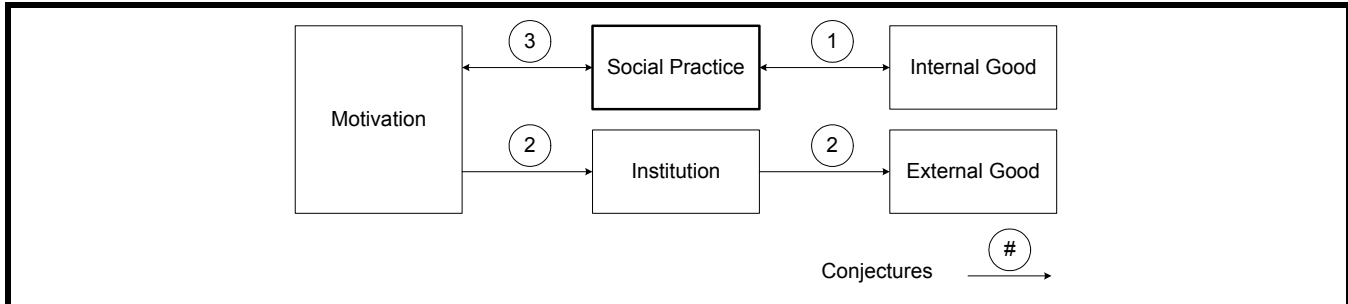 3
1
Social Practice
Internal Good
Motivation
2
2
Institution
External Good
#
Conjectures